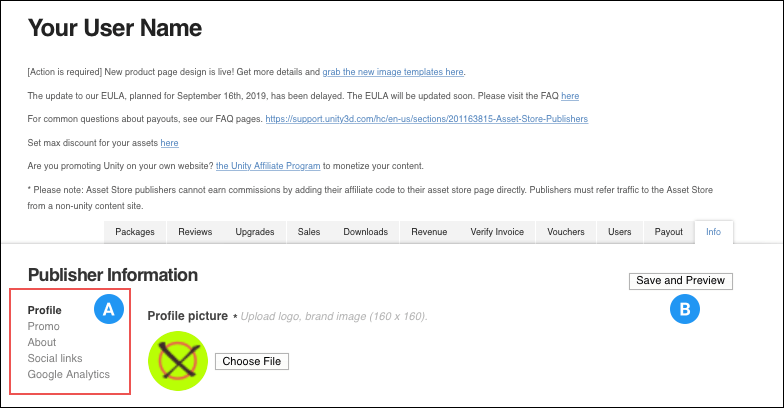 Your User Name
[Action is required] New product page design is live! Get more details and grab the new image templates here.
The update to our EULA, planned for September 16th, 2019, has been delayed. The EULA will be updated soon. Please visit the FAQ here
For common questions about payouts, see our FAQ pages. https://support.unity3d.com/hc/en-us/sections/201163815-Asset-Store-Publishers
Set max discount for your assets here
Are you promoting Unity on your own website? the Unity Affiliate Program to monetize your content.
* Please note: Asset Store publishers cannot earn commissions by adding their affiliate code to their asset store page directly. Publishers must refer traffic to the Asset Store
from a non-unity content site.
Packages Reviews Upgrades Sales Downloads Revenue Verify Invoice Vouchers Users Payout Info
Publisher Information
Save and Preview
Profile A B
Profile picture * Upload logo, brand image (160 x 160).
Promo
About
Social links
Choose File
Google Analytics